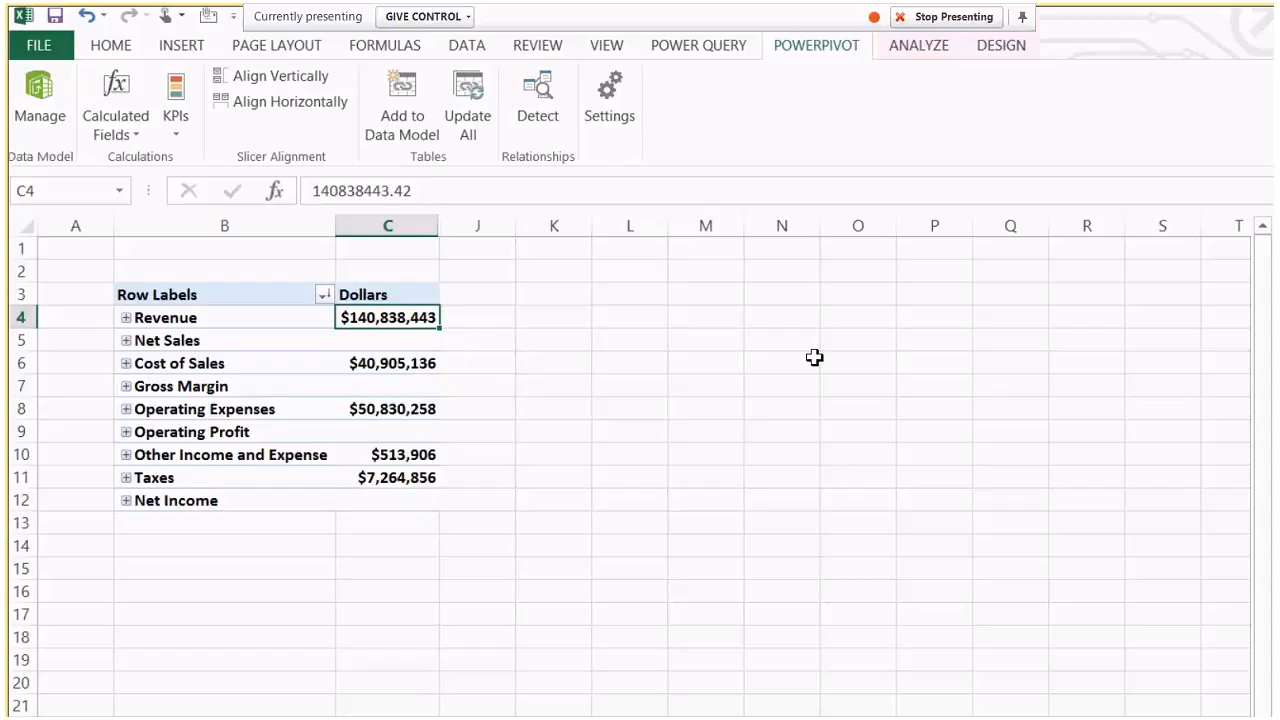 Currently presenting GIVE CONTROL Stop Presenting
FILE HOME INSERT PAGE LAYOUT FORMULAS DATA REVIEW VIEW POWER QUERY POWERPIVOT ANALYZE DESIGN
Manage
Data Model
Calculated Fields
KPIs
Calculations
Align Vertically
Align Horizontally
Slicer Alignment
Add to Data Model
Update All
Tables
Detect
Relationships
Settings
C4 fx 140838443.42
A B C J K L M N O P Q R S T
1
2
3 Row Labels Dollars
4 Revenue $140,838,443
5 Net Sales
6 Cost of Sales $40,905,136
7 Gross Margin
8 Operating Expenses $50,830,258
9 Operating Profit
10 Other Income and Expense $513,906
11 Taxes $7,264,856
12 Net Income
13
14
15
16
17
18
19
20
21